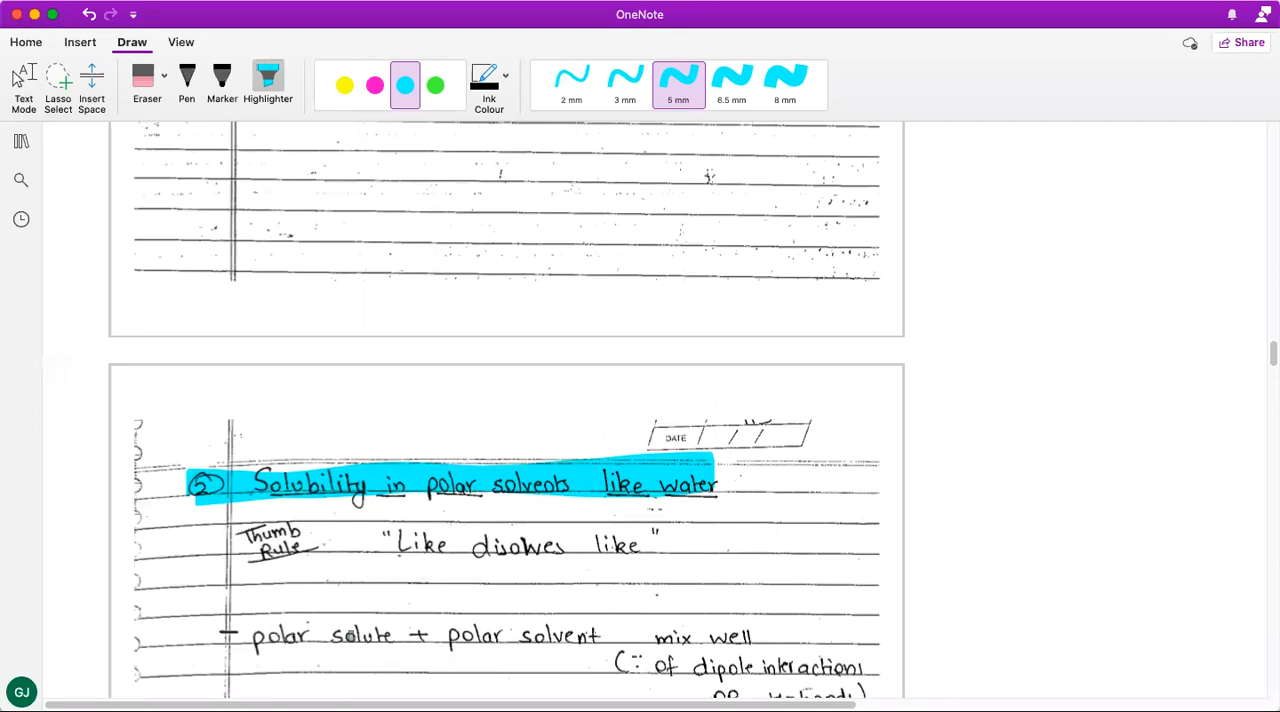 OneNote
Home Insert Draw View
Share
Text Mode
Lasso Select
Insert Space
Eraser
Pen
Marker
Highlighter
Ink Colour
2 mm
3 mm
5 mm
6.5 mm
8 mm
DATE
5 Solubility in polar solvents like water
Thumb Rule
"Like disolves like"
polar solute + polar solvent mix well
(∵ of dipole interactions
GJ